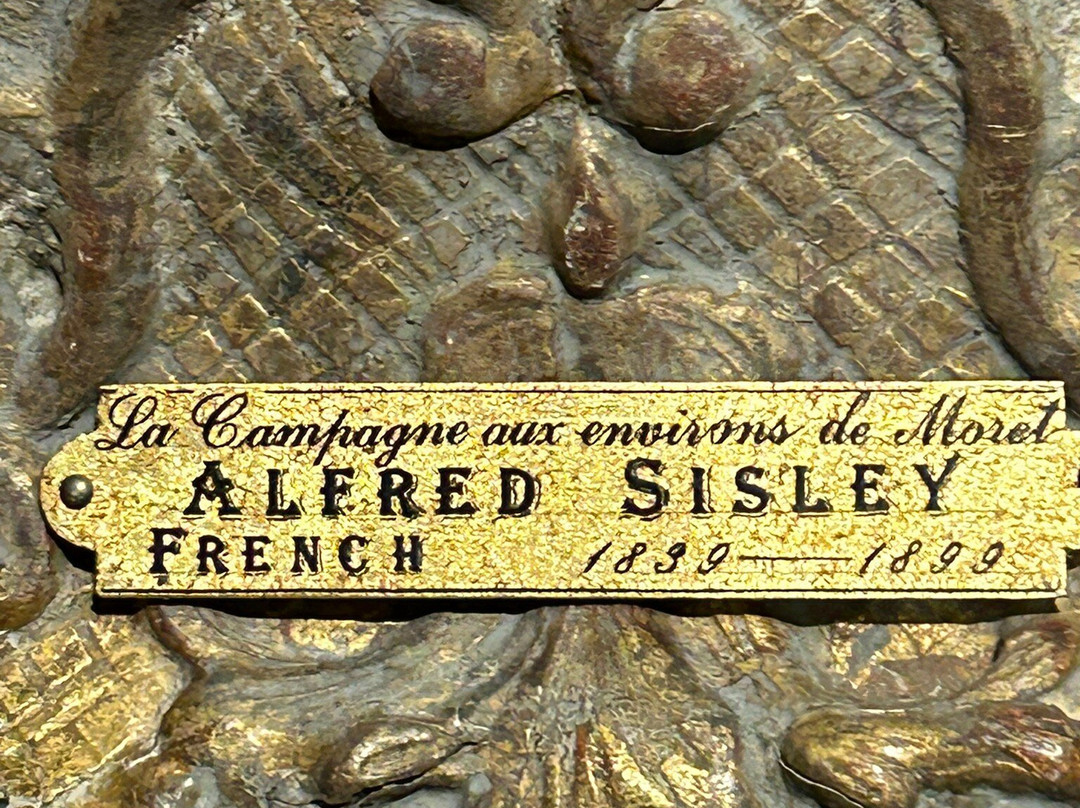 La Campagne aux environs de Moret
ALFRED SISLEY
FRENCH 1839—1899